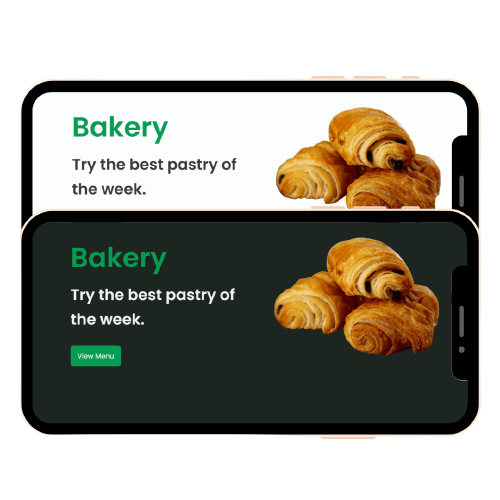 Bakery
Try the best pastry of
the week.
Bakery
Try the best pastry of
the week.
View Menu